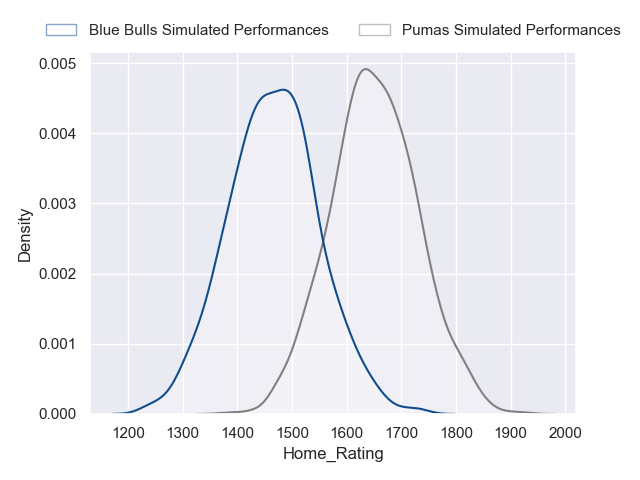 Blue Bulls Simulated Performances Pumas Simulated Performances
0.005
0.004
0.003
0.002
0.001
0.000
Density
1200 1300 1400 1500 1600 1700 1800 1900 2000
Home_Rating